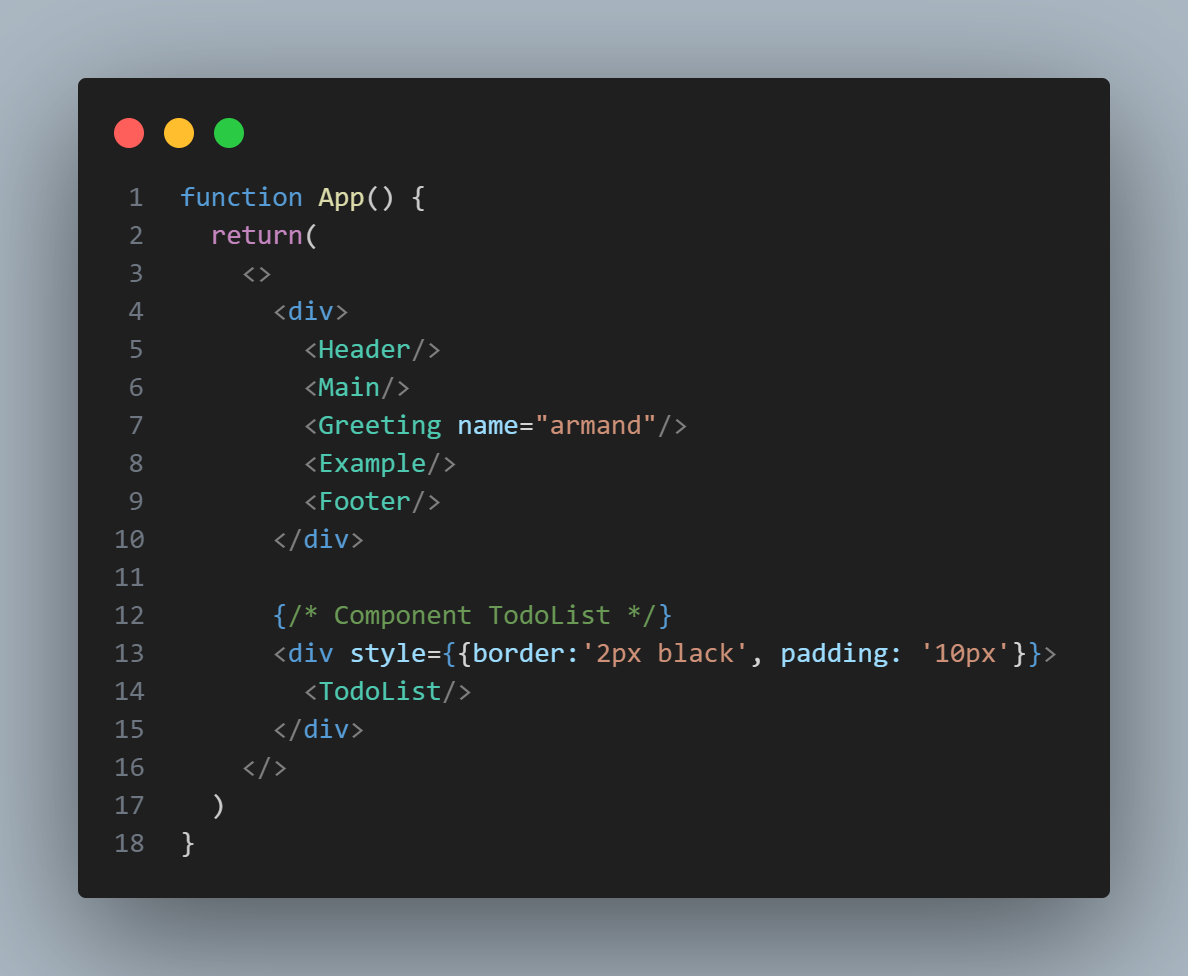 1 function App() {
2   return(
3     <>
4       <div>
5         <Header/>
6         <Main/>
7         <Greeting name="armand"/>
8         <Example/>
9         <Footer/>
10       </div>
11
12       {/* Component TodoList */}
13       <div style={{border:'2px black', padding: '10px'}}>
14         <TodoList/>
15       </div>
16     </>
17   )
18 }